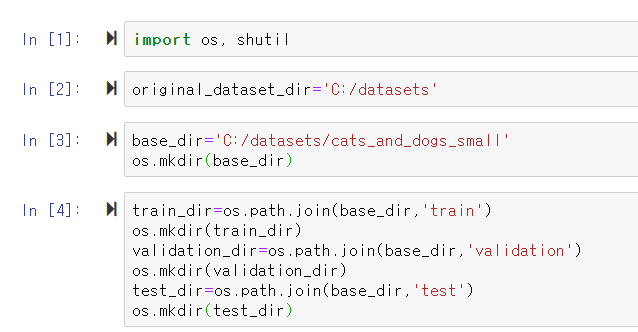 In [1]: import os, shutil
In [2]: original_dataset_dir='C:/datasets'
In [3]: base_dir='C:/datasets/cats_and_dogs_small'
os.mkdir(base_dir)
In [4]: train_dir=os.path.join(base_dir,'train')
os.mkdir(train_dir)
validation_dir=os.path.join(base_dir,'validation')
os.mkdir(validation_dir)
test_dir=os.path.join(base_dir,'test')
os.mkdir(test_dir)